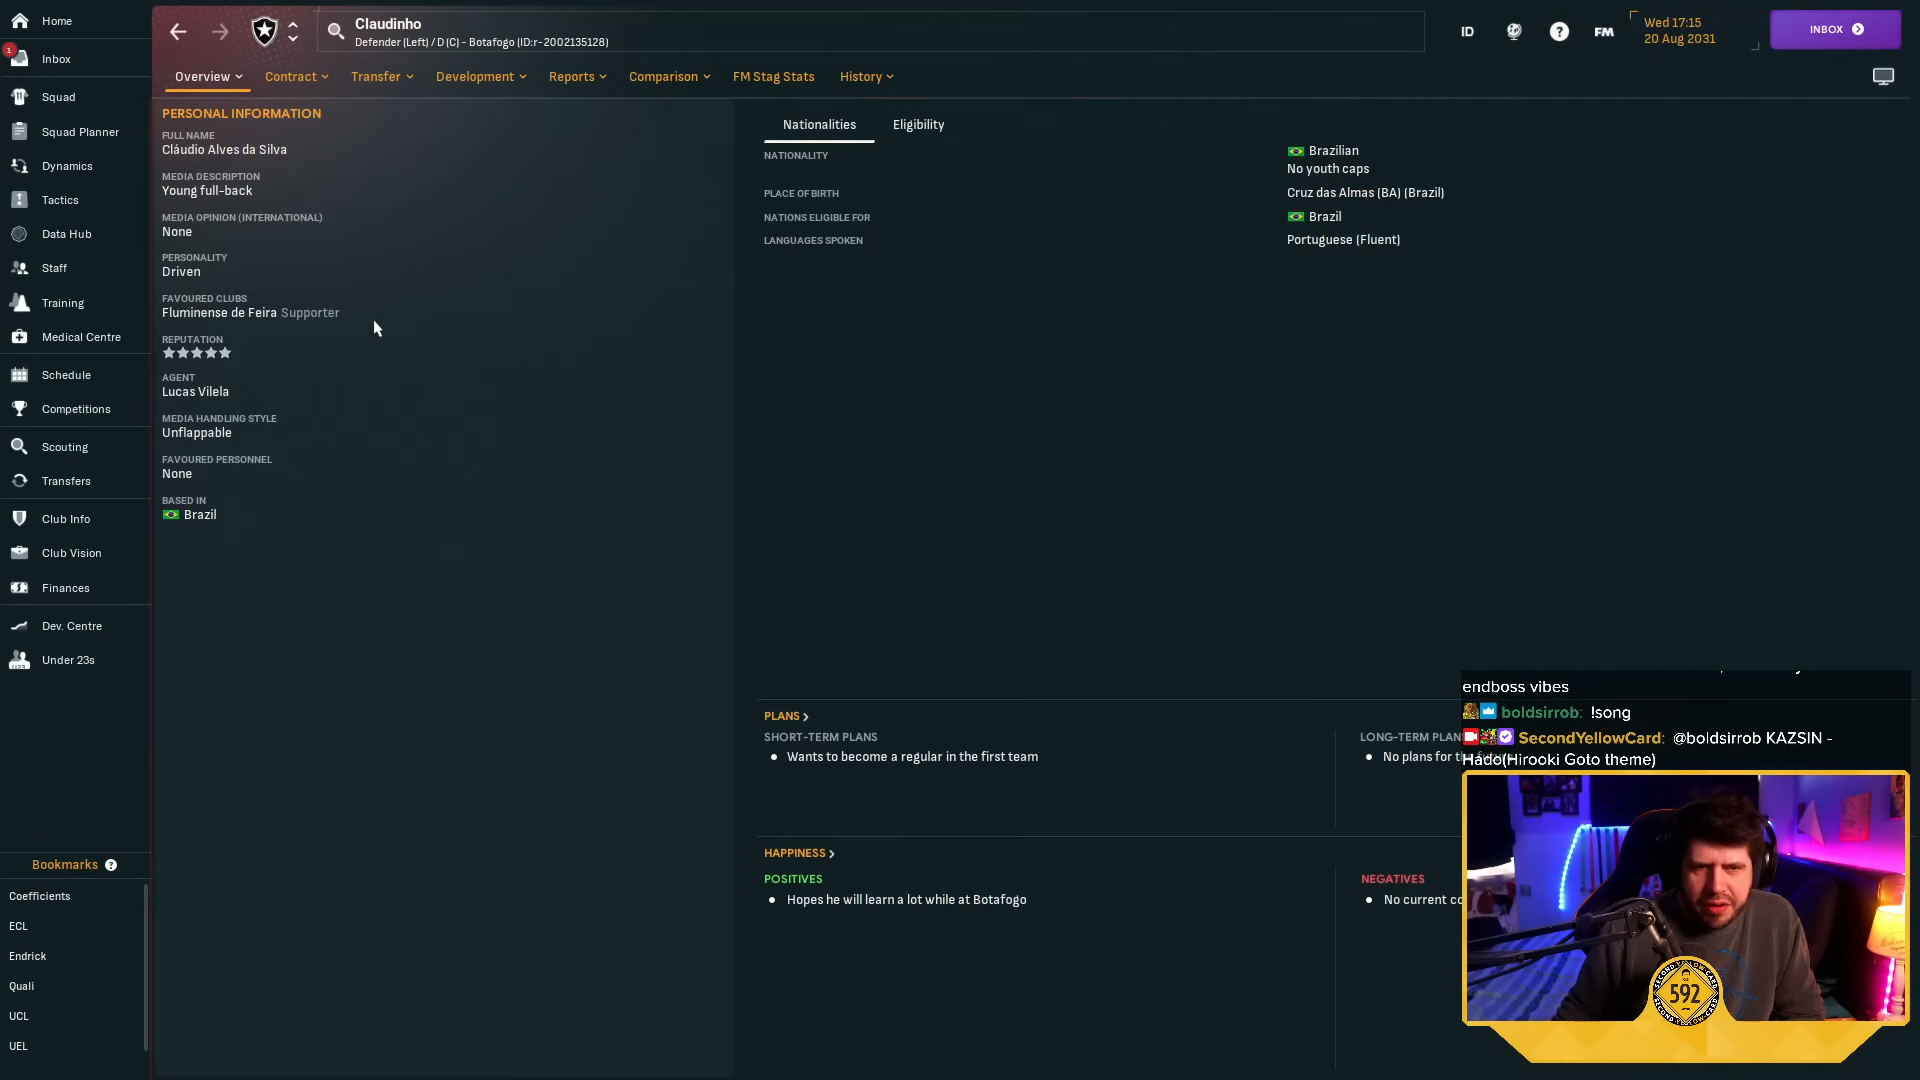 Home
Inbox
1
Squad
Squad Planner
Dynamics
Tactics
Data Hub
Staff
Training
Medical Centre
Schedule
Competitions
Scouting
Transfers
Club Info
Club Vision
Finances
Dev. Centre
Under 23s
Bookmarks ?
Coefficients
ECL
Endrick
Quali
UCL
UEL
Claudinho
Defender (Left) / D (C) - Botafogo (ID:r-2002135128)
ID
?
FM
Wed 17:15
20 Aug 2031
INBOX
Overview
Contract
Transfer
Development
Reports
Comparison
FM Stag Stats
History
PERSONAL INFORMATION
FULL NAME
Cláudio Alves da Silva
MEDIA DESCRIPTION
Young full-back
MEDIA OPINION (INTERNATIONAL)
None
PERSONALITY
Driven
FAVOURED CLUBS
Fluminense de Feira Supporter
REPUTATION
AGENT
Lucas Vilela
MEDIA HANDLING STYLE
Unflappable
FAVOURED PERSONNEL
None
BASED IN
Brazil
Nationalities
Eligibility
NATIONALITY
Brazilian
No youth caps
PLACE OF BIRTH
Cruz das Almas (BA) (Brazil)
NATIONS ELIGIBLE FOR
Brazil
LANGUAGES SPOKEN
Portuguese (Fluent)
PLANS
SHORT-TERM PLANS
Wants to become a regular in the first team
LONG-TERM PLAN
No plans for
HAPPINESS
POSITIVES
Hopes he will learn a lot while at Botafogo
NEGATIVES
No current
endboss vibes
boldsirrob: !song
SecondYellowCard: @boldsirrob KAZSIN -
Hado(Hirooki Goto theme)
592